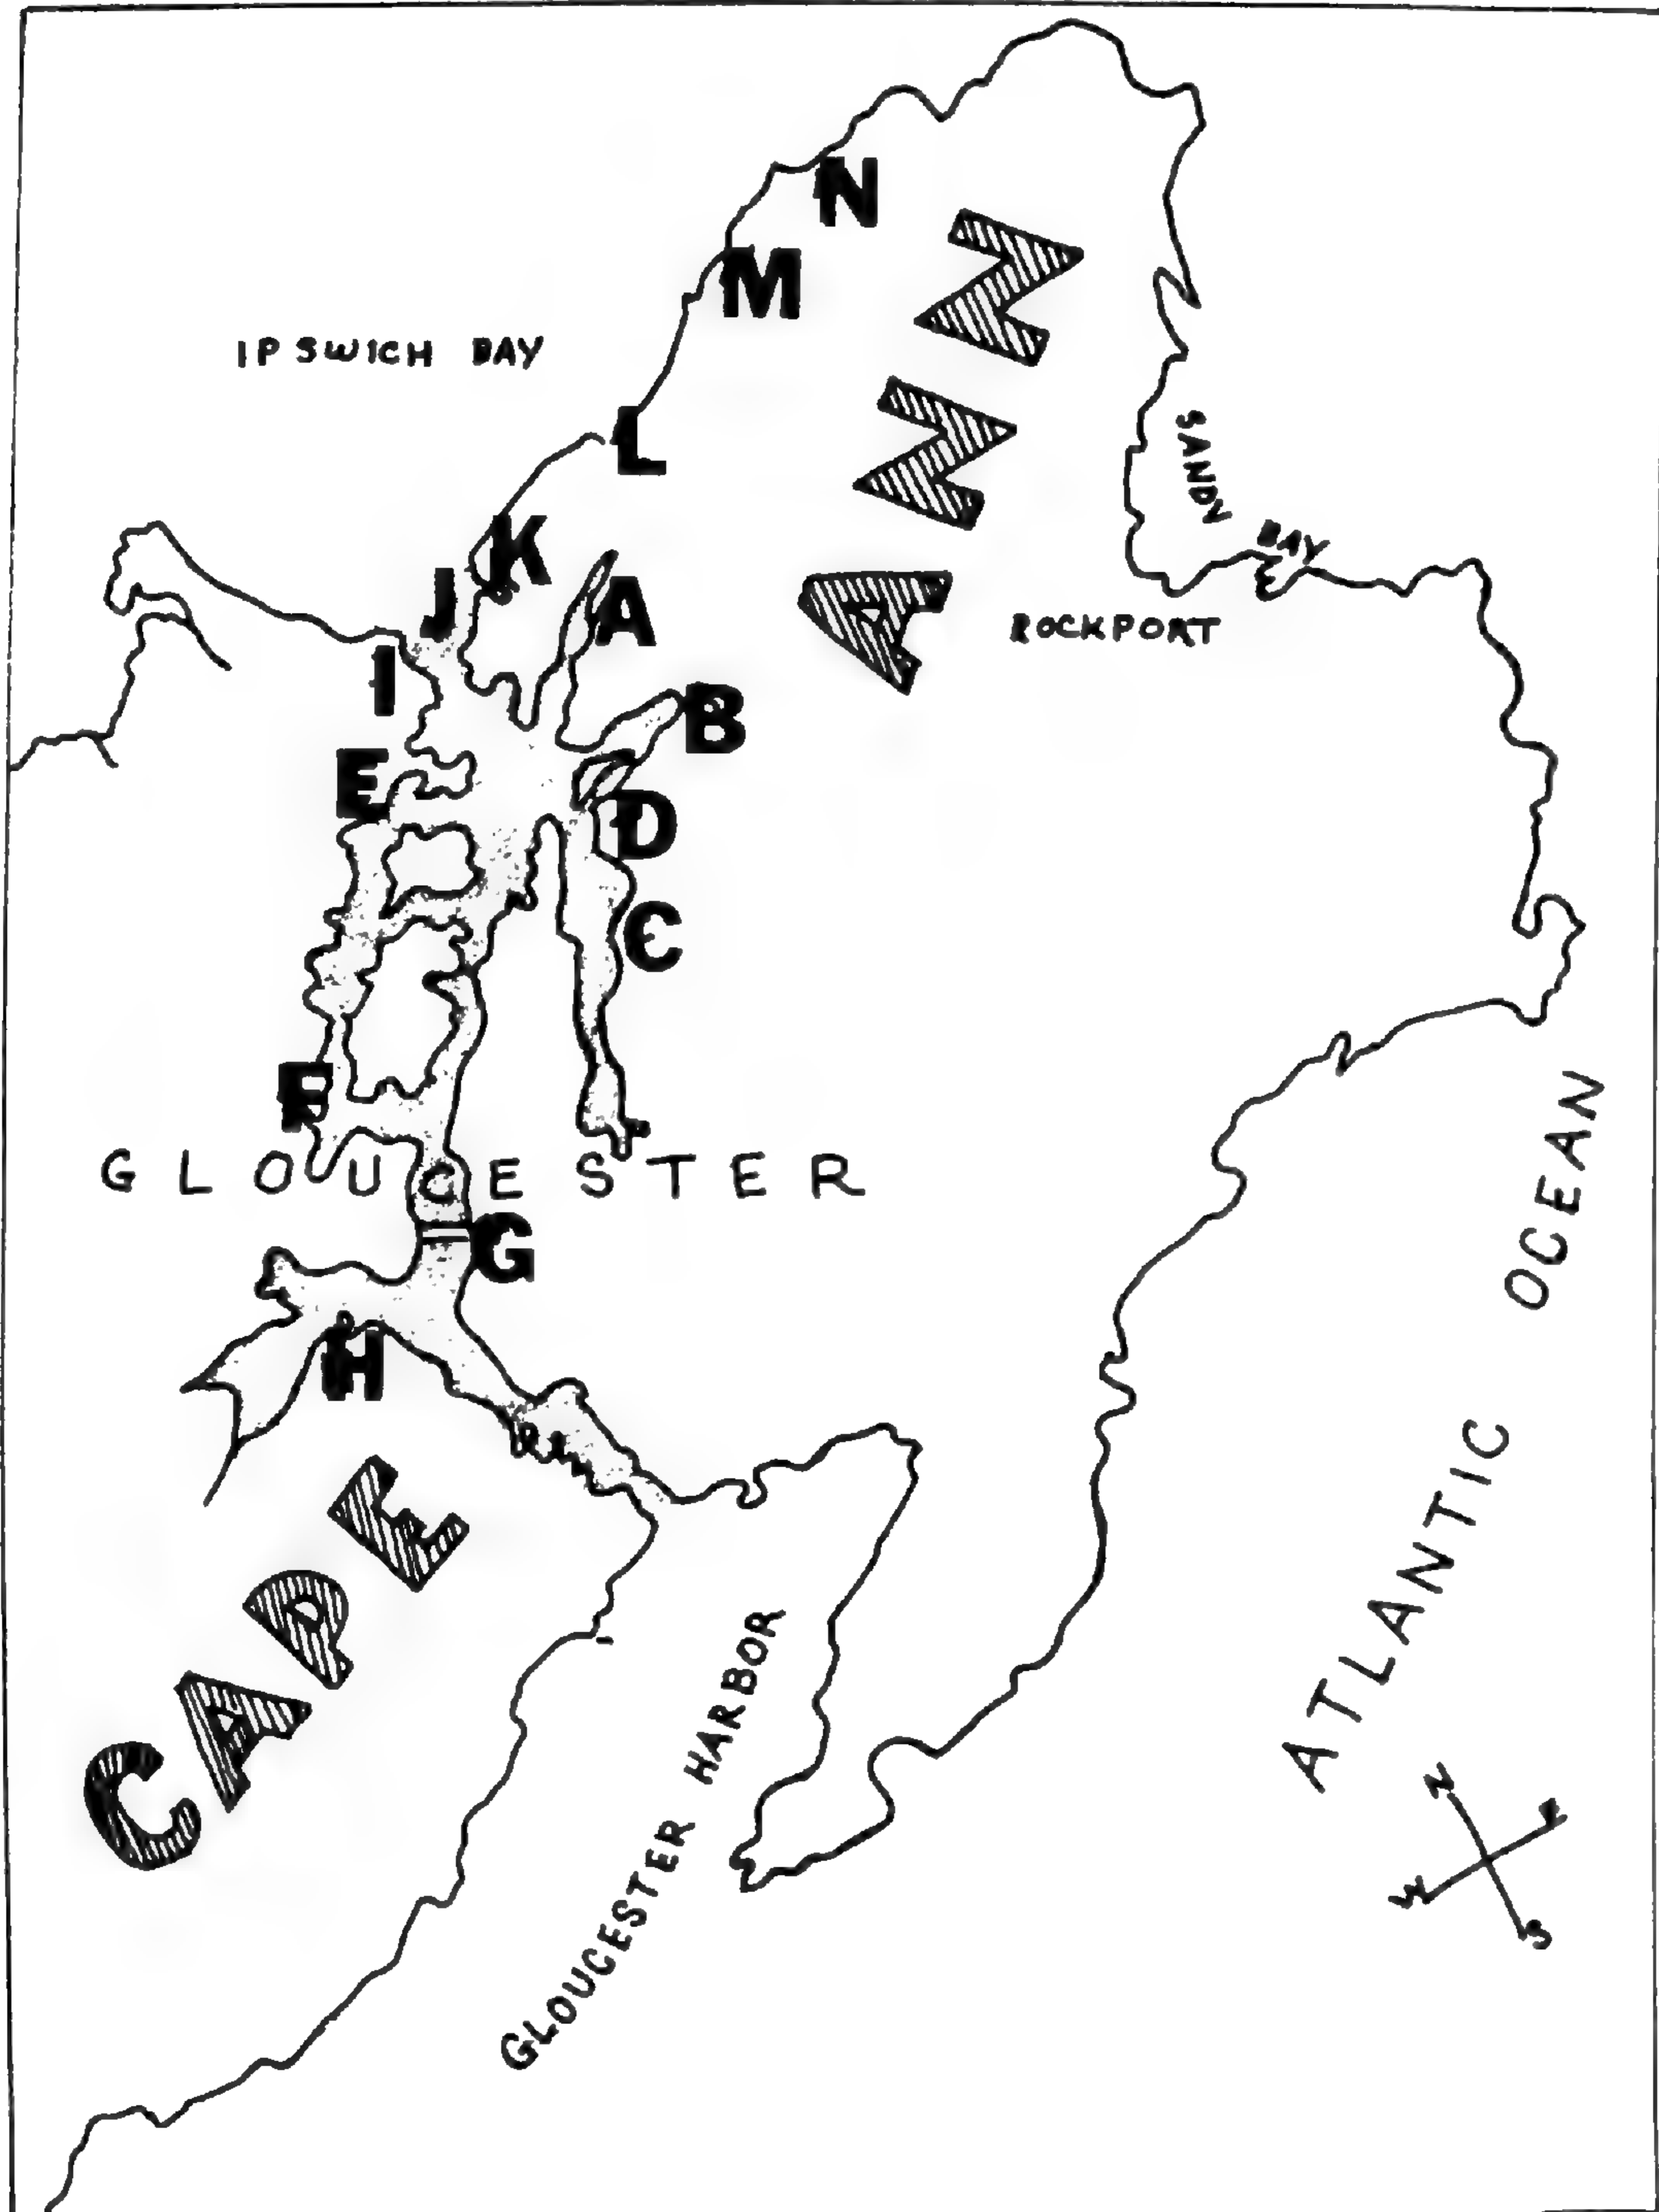 N
M
IPSWICH BAY
L
K
J
A
I
B
E
D
C
F
SANDY BAY
ROCKPORT
GLOUCESTER
G
H
CAPE ANN
GLOUCESTER HARBOR
ATLANTIC OCEAN
N
E
W
S